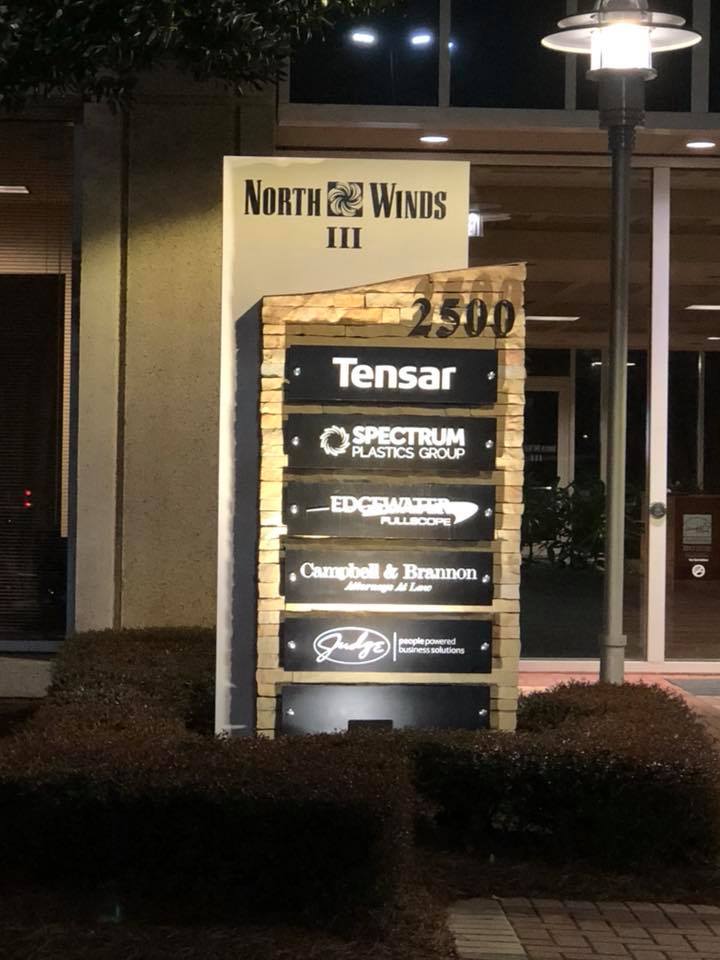 NORTH WINDS
III
2500
Tensar
SPECTRUM
PLASTICS GROUP
EDGEWATER
FULLSCOPE
Campbell & Brannon
Attorneys At Law
Judge
people powered
business solutions